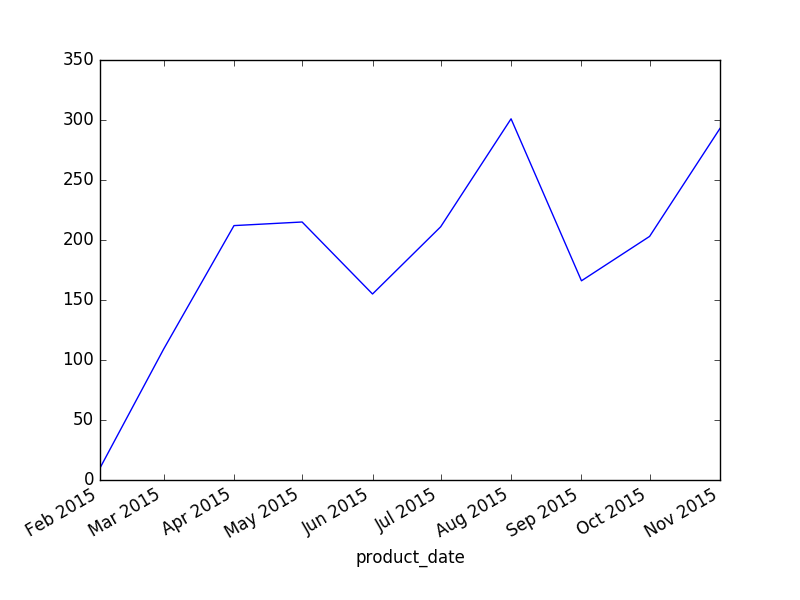 350
300
250
200
150
100
50
0
Feb 2015
Mar 2015
Apr 2015
May 2015
Jun 2015
Jul 2015
Aug 2015
Sep 2015
Oct 2015
Nov 2015
product_date